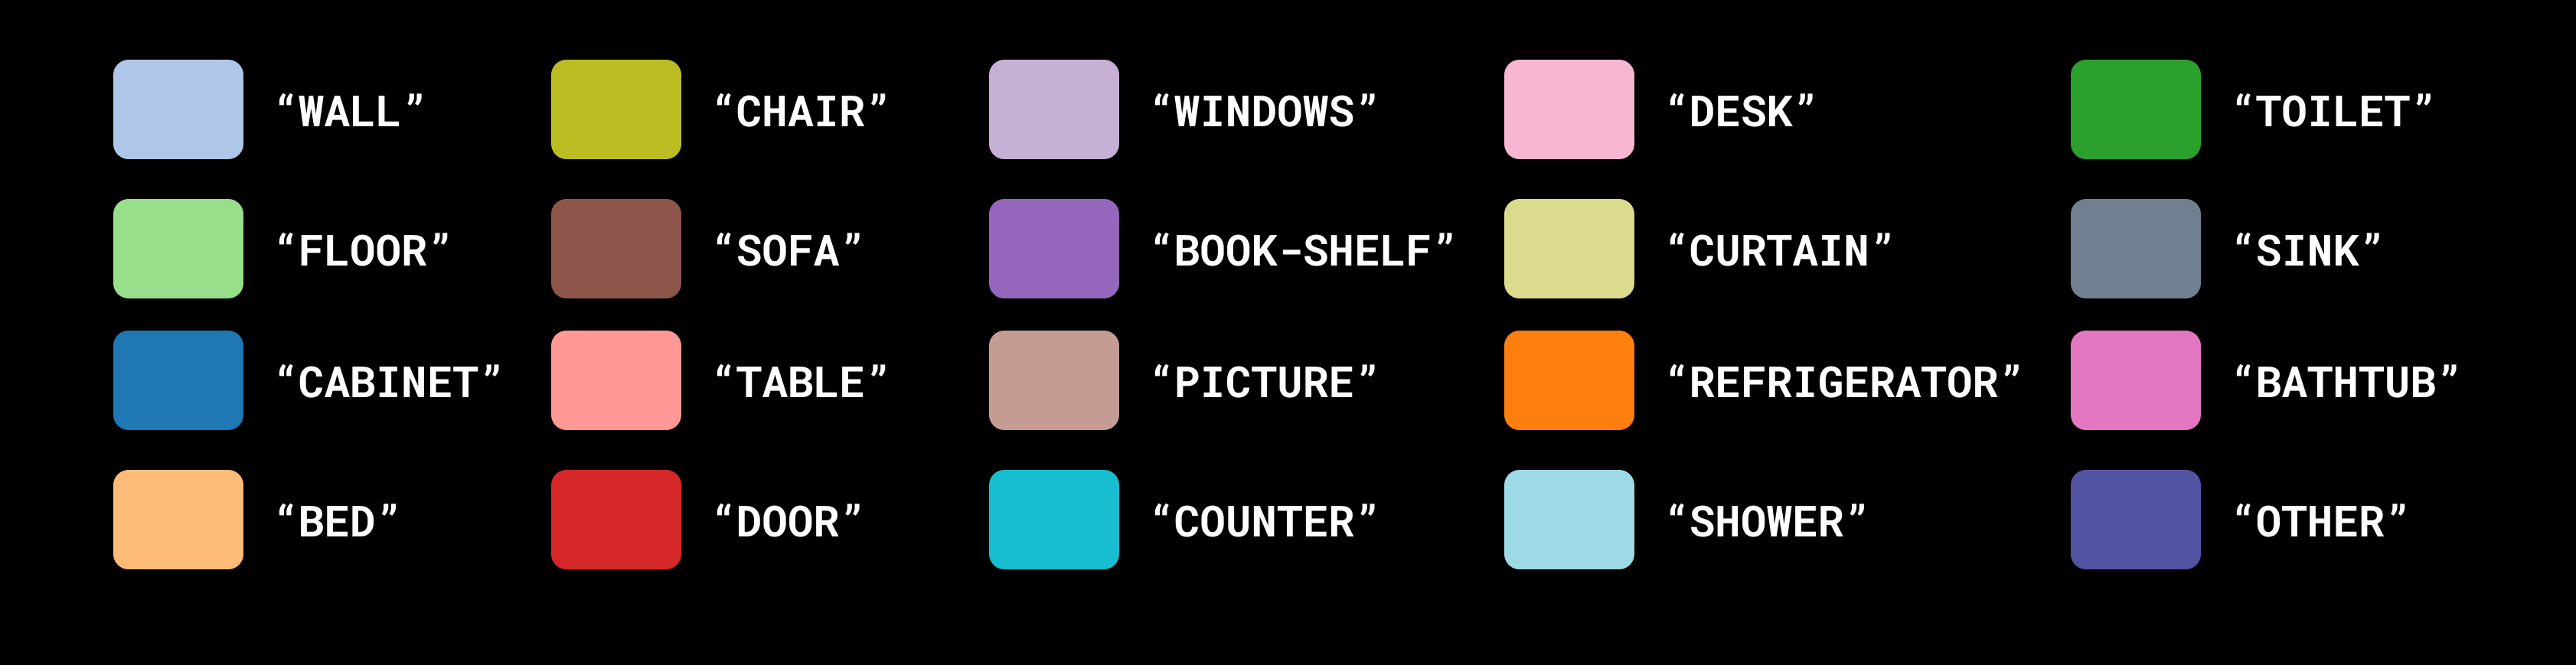 “WALL” “CHAIR” “WINDOWS” “DESK” “TOILET”
“FLOOR” “SOFA” “BOOK-SHELF” “CURTAIN” “SINK”
“CABINET” “TABLE” “PICTURE” “REFRIGERATOR” “BATHTUB”
“BED” “DOOR” “COUNTER” “SHOWER” “OTHER”